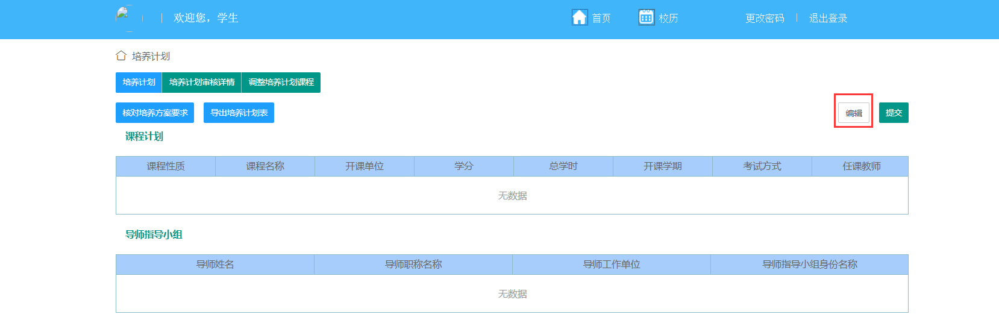 欢迎您，学生 首页 校历 更改密码 退出登录
培养计划
培养计划 培养计划审核详情 调整培养计划课程
核对培养方案要求 导出培养计划表 编辑 提交
课程计划
课程性质 课程名称 开课单位 学分 总学时 开课学期 考试方式 任课教师
无数据
导师指导小组
导师姓名 导师职称名称 导师工作单位 导师指导小组身份名称
无数据